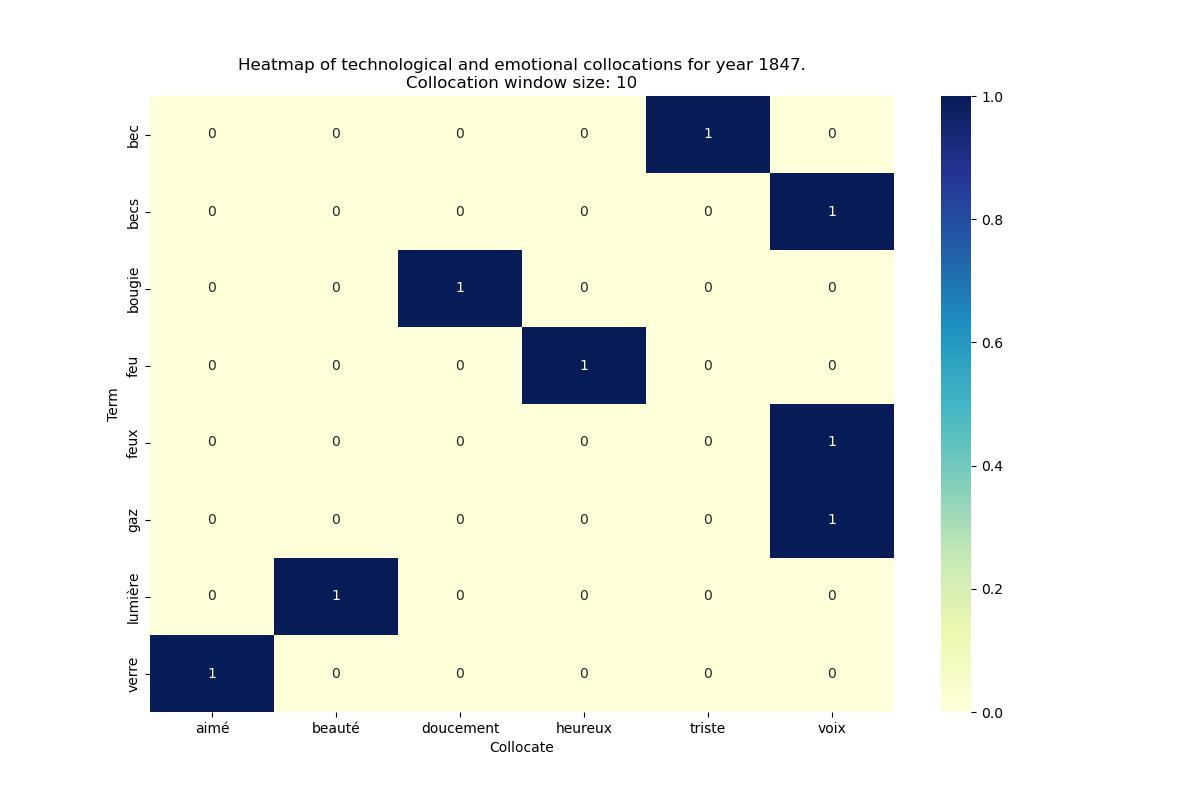 Heatmap of technological and emotional collocations for year 1847.
Collocation window size: 10
bec 0 0 0 0 1 0
becs 0 0 0 0 0 1
bougie 0 0 1 0 0 0
feu 0 0 0 1 0 0
feux 0 0 0 0 0 1
gaz 0 0 0 0 0 1
lumière 0 1 0 0 0 0
verre 1 0 0 0 0 0
Term
aimé beauté doucement heureux triste voix
Collocate
1.0
0.8
0.6
0.4
0.2
0.0